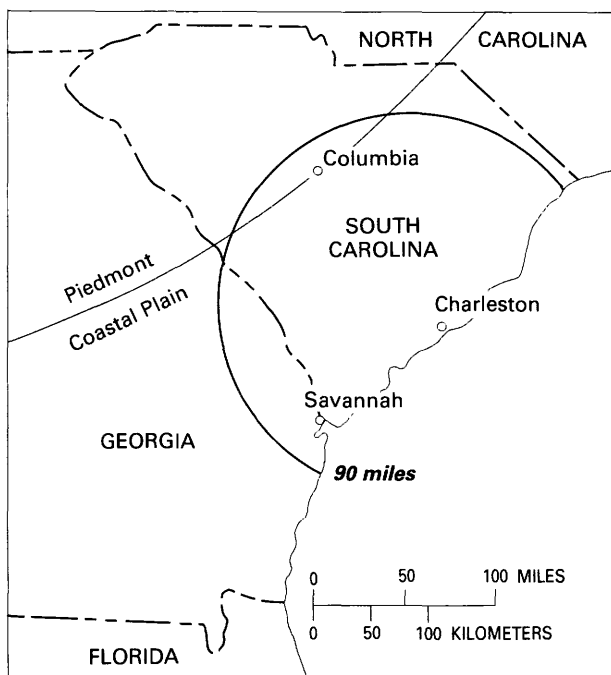 NORTH CAROLINA
Columbia
SOUTH
CAROLINA
Piedmont
Coastal Plain
Charleston
Savannah
GEORGIA
90 miles
0 50 100 MILES
0 50 100 KILOMETERS
FLORIDA